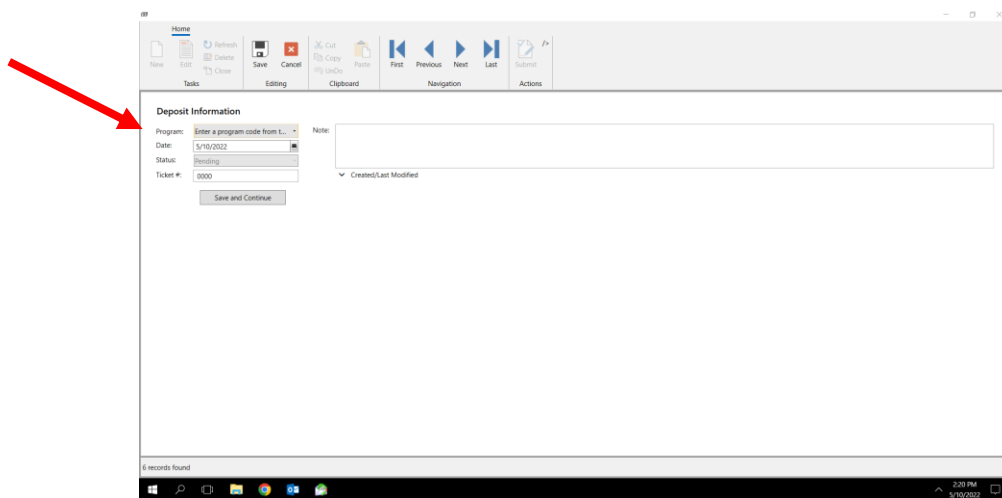 Home
New Edit Refresh Delete Close
Save Cancel
Cut Copy UnDo Paste
First Previous Next Last
Submit
Tasks Editing Clipboard Navigation Actions
Deposit Information
Program: Enter a program code from t... Note:
Date: 5/10/2022
Status: Pending
Created/Last Modified
Ticket #: 0000
Save and Continue
6 records found
2:20 PM
5/10/2022